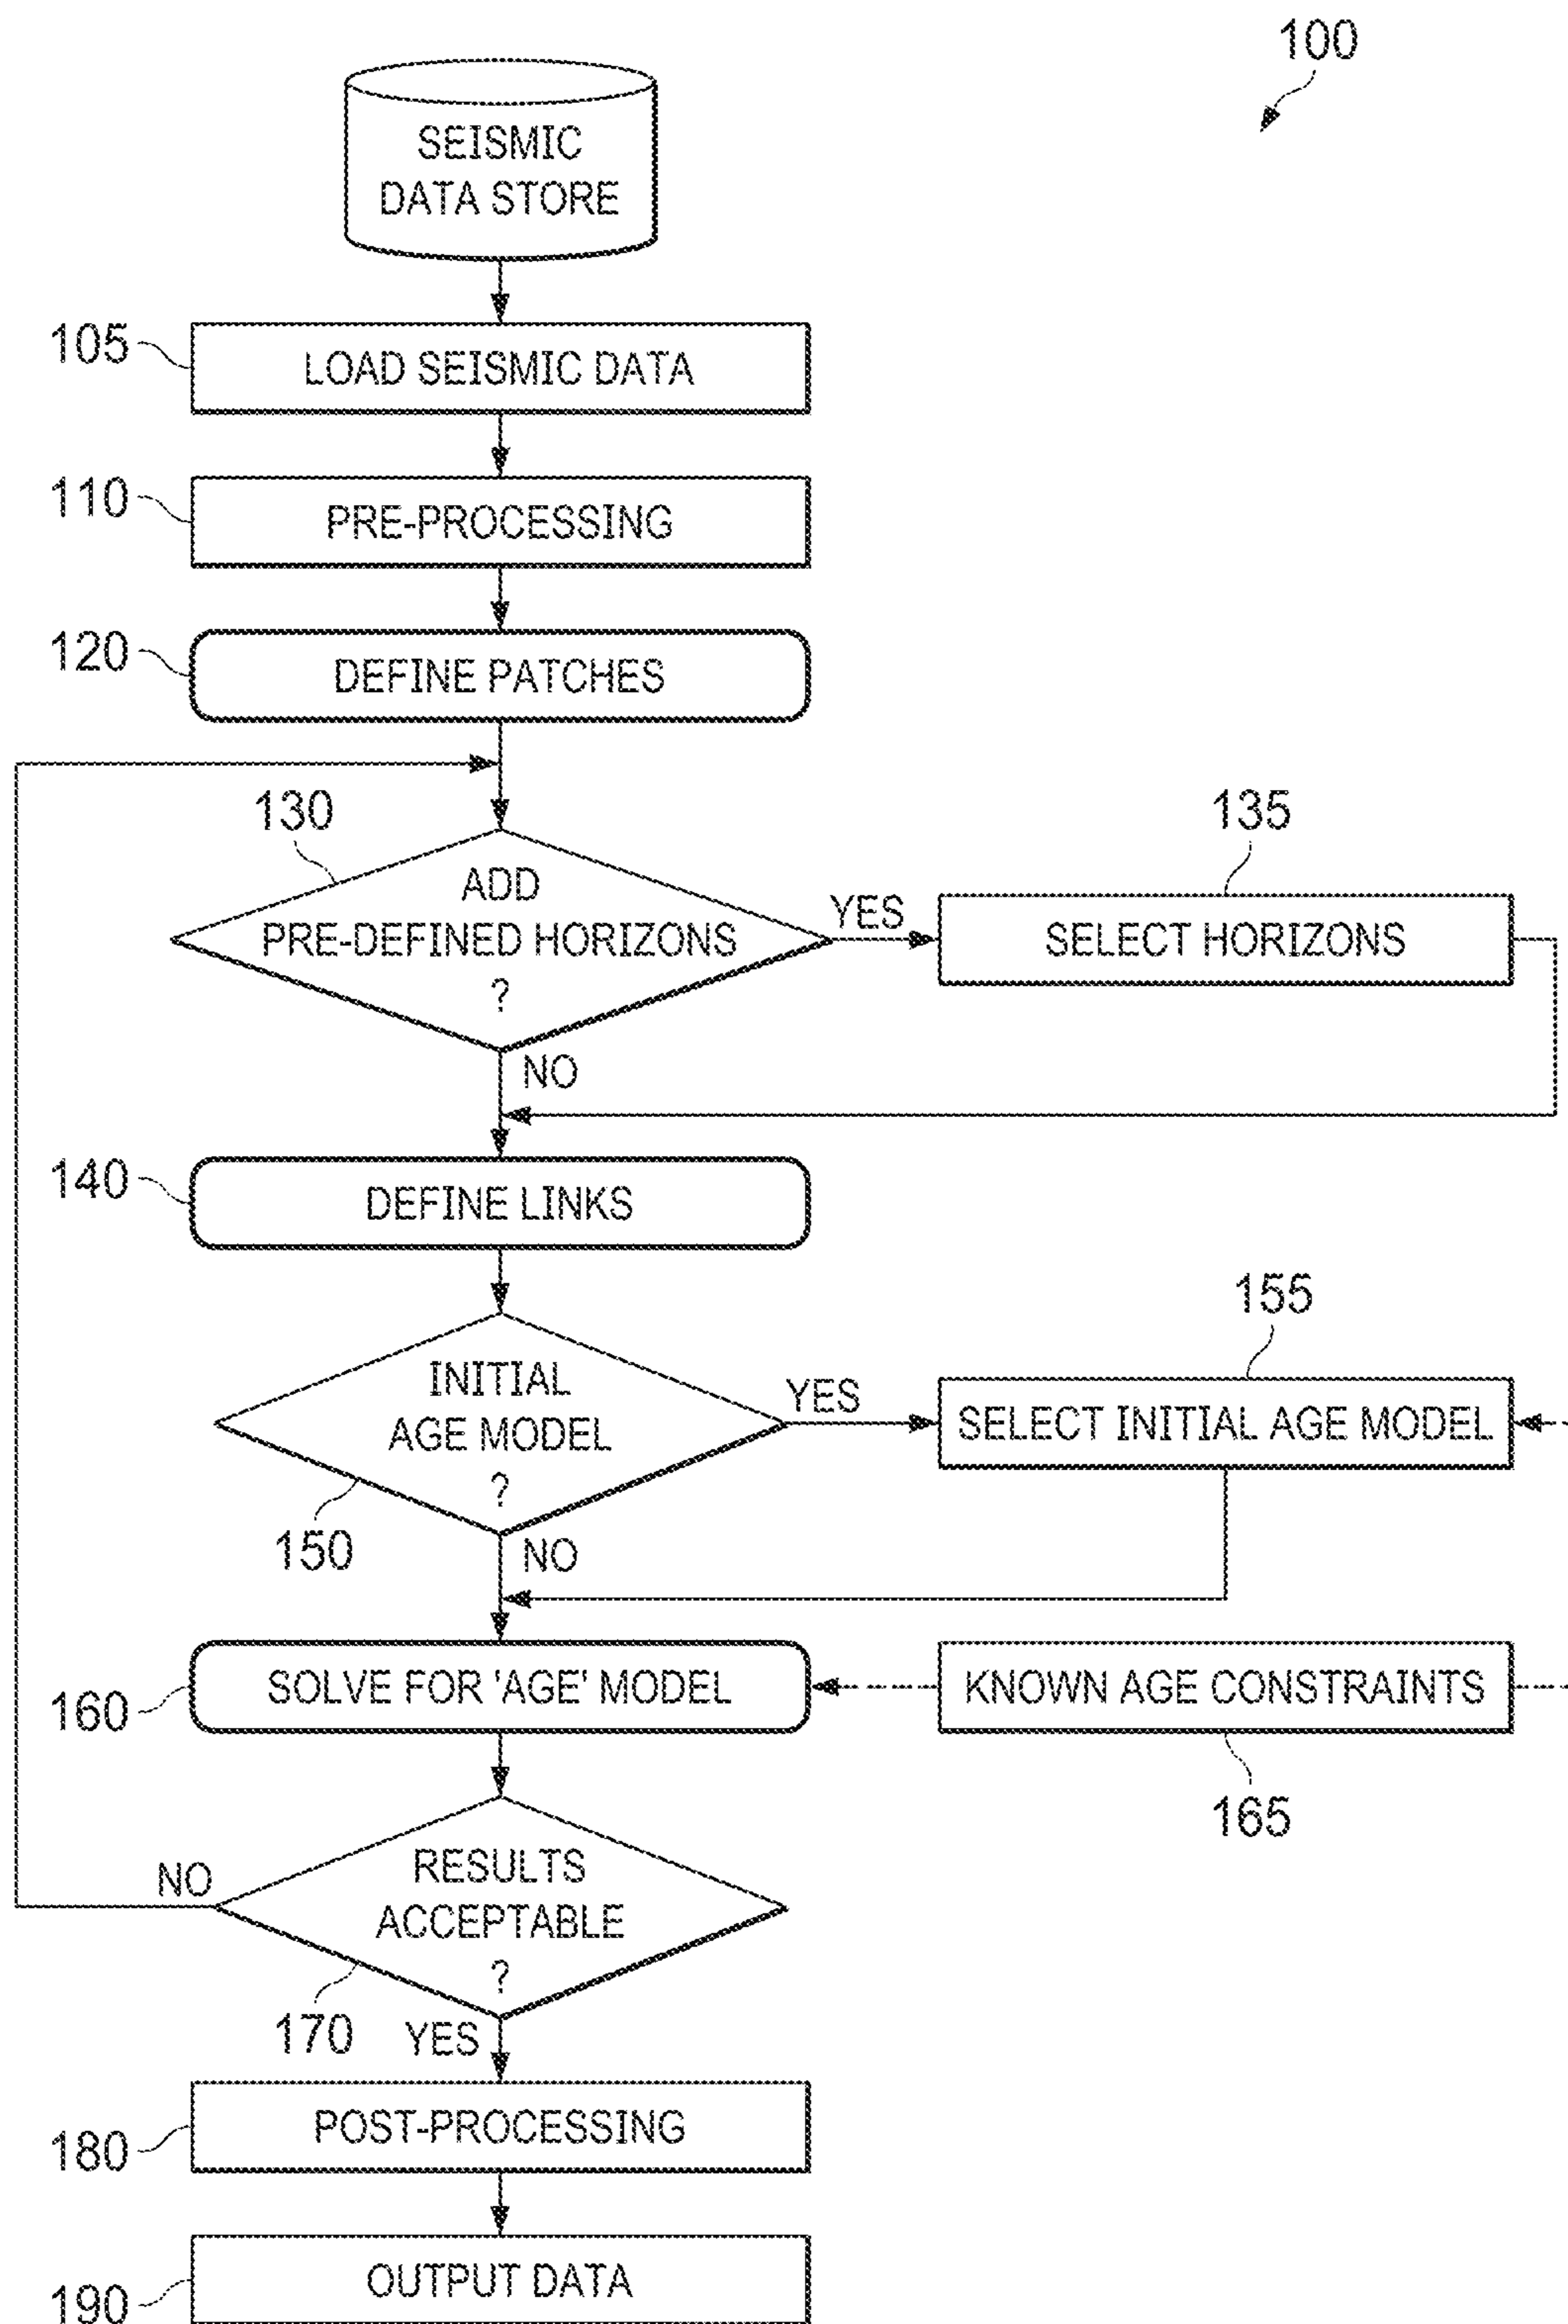 100
SEISMIC
DATA STORE
105
LOAD SEISMIC DATA
110
PRE-PROCESSING
120
DEFINE PATCHES
130
ADD
PRE-DEFINED HORIZONS
?
YES
135
SELECT HORIZONS
NO
140
DEFINE LINKS
INITIAL
AGE MODEL
?
150
YES
155
SELECT INITIAL AGE MODEL
NO
160
SOLVE FOR 'AGE' MODEL
KNOWN AGE CONSTRAINTS
165
RESULTS
ACCEPTABLE
?
170
NO
YES
180
POST-PROCESSING
190
OUTPUT DATA